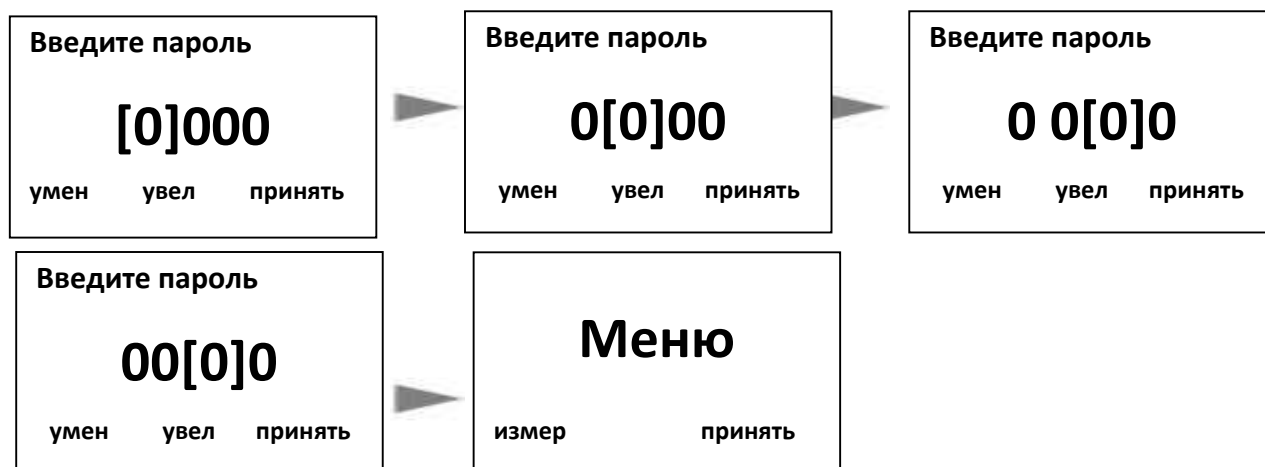 Введите пароль
[0]000
умен увел принять
Введите пароль
0[0]00
умен увел принять
Введите пароль
0 0[0]0
умен увел принять
Введите пароль
00[0]0
умен увел принять
Меню
измер принять